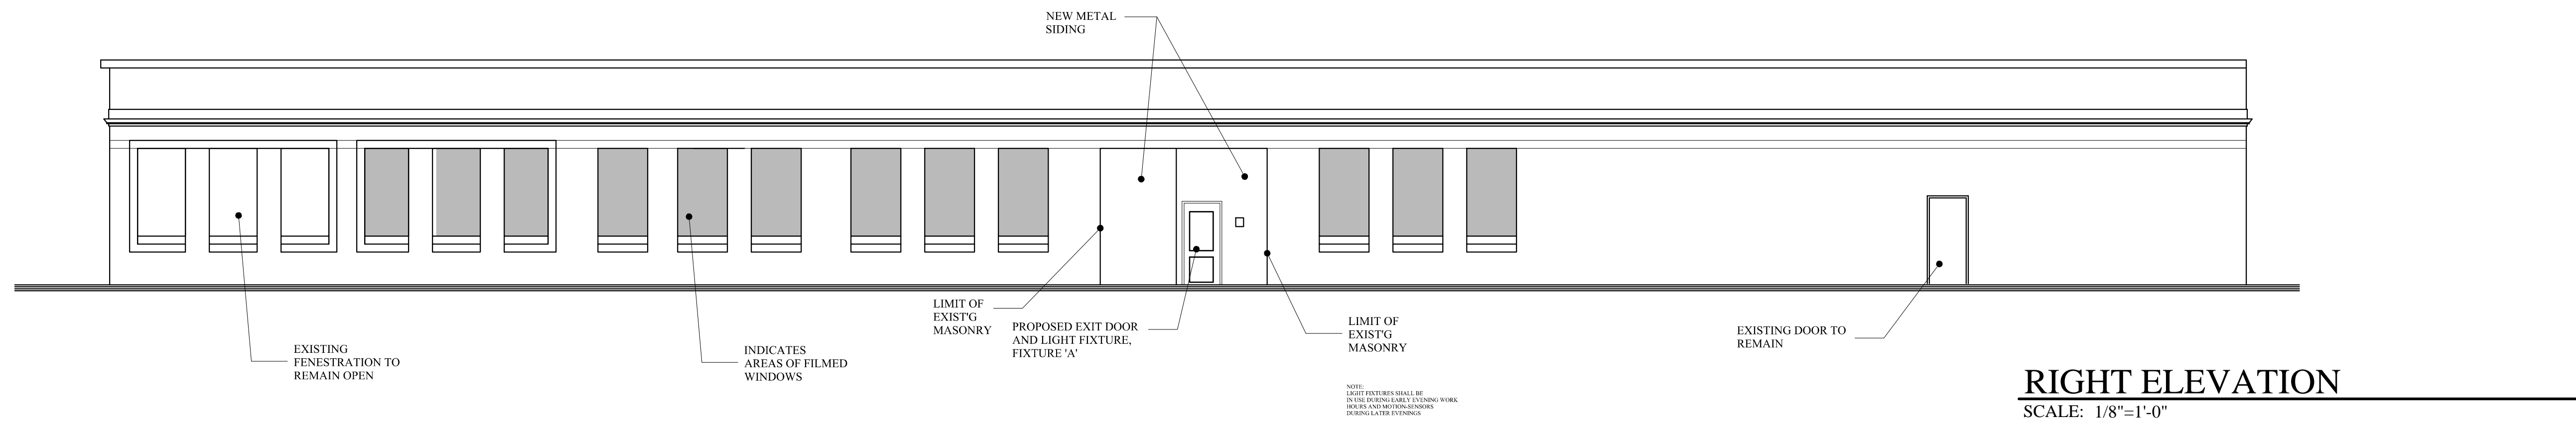 NEW METAL
SIDING
LIMIT OF
EXIST'G
MASONRY
PROPOSED EXIT DOOR
AND LIGHT FIXTURE,
FIXTURE 'A'
LIMIT OF
EXIST'G
MASONRY
EXISTING DOOR TO
REMAIN
EXISTING
FENESTRATION TO
REMAIN OPEN
INDICATES
AREAS OF FILMED
WINDOWS
NOTE:
LIGHT FIXTURES SHALL BE
IN USE DURING EARLY EVENING WORK
HOURS AND MOTION-SENSORS
DURING LATER EVENINGS
RIGHT ELEVATION
SCALE: 1/8"=1'-0"